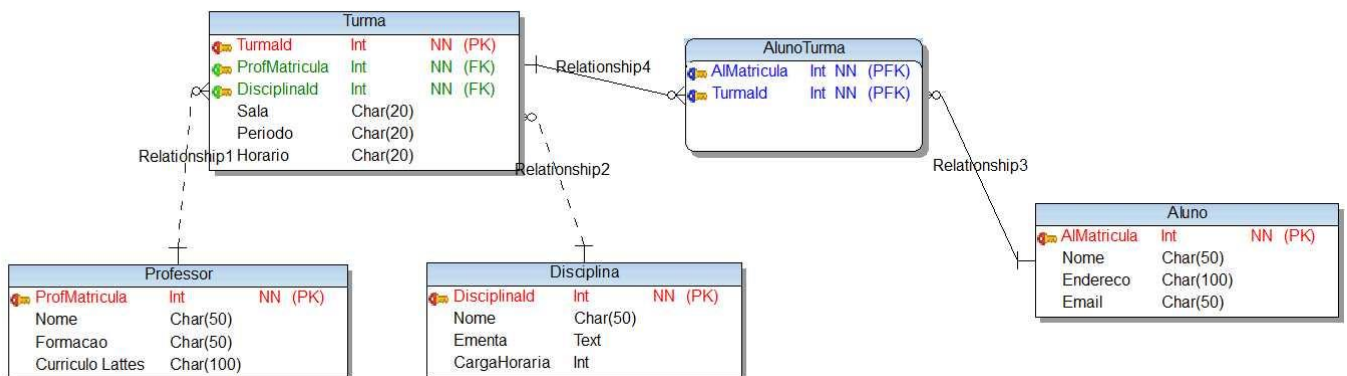 Turma
TurmaId Int NN (PK)
ProfMatricula Int NN (FK)
DisciplinaId Int NN (FK)
Sala Char(20)
Periodo Char(20)
Horario Char(20)
Relationship4
AlunoTurma
AlMatricula Int NN (PFK)
TurmaId Int NN (PFK)
Relationship1
Relationship2
Relationship3
Aluno
AlMatricula Int NN (PK)
Nome Char(50)
Endereco Char(100)
Email Char(50)
Professor
ProfMatricula Int NN (PK)
Nome Char(50)
Formacao Char(50)
Curriculo Lattes Char(100)
Disciplina
DisciplinaId Int NN (PK)
Nome Char(50)
Ementa Text
CargaHoraria Int